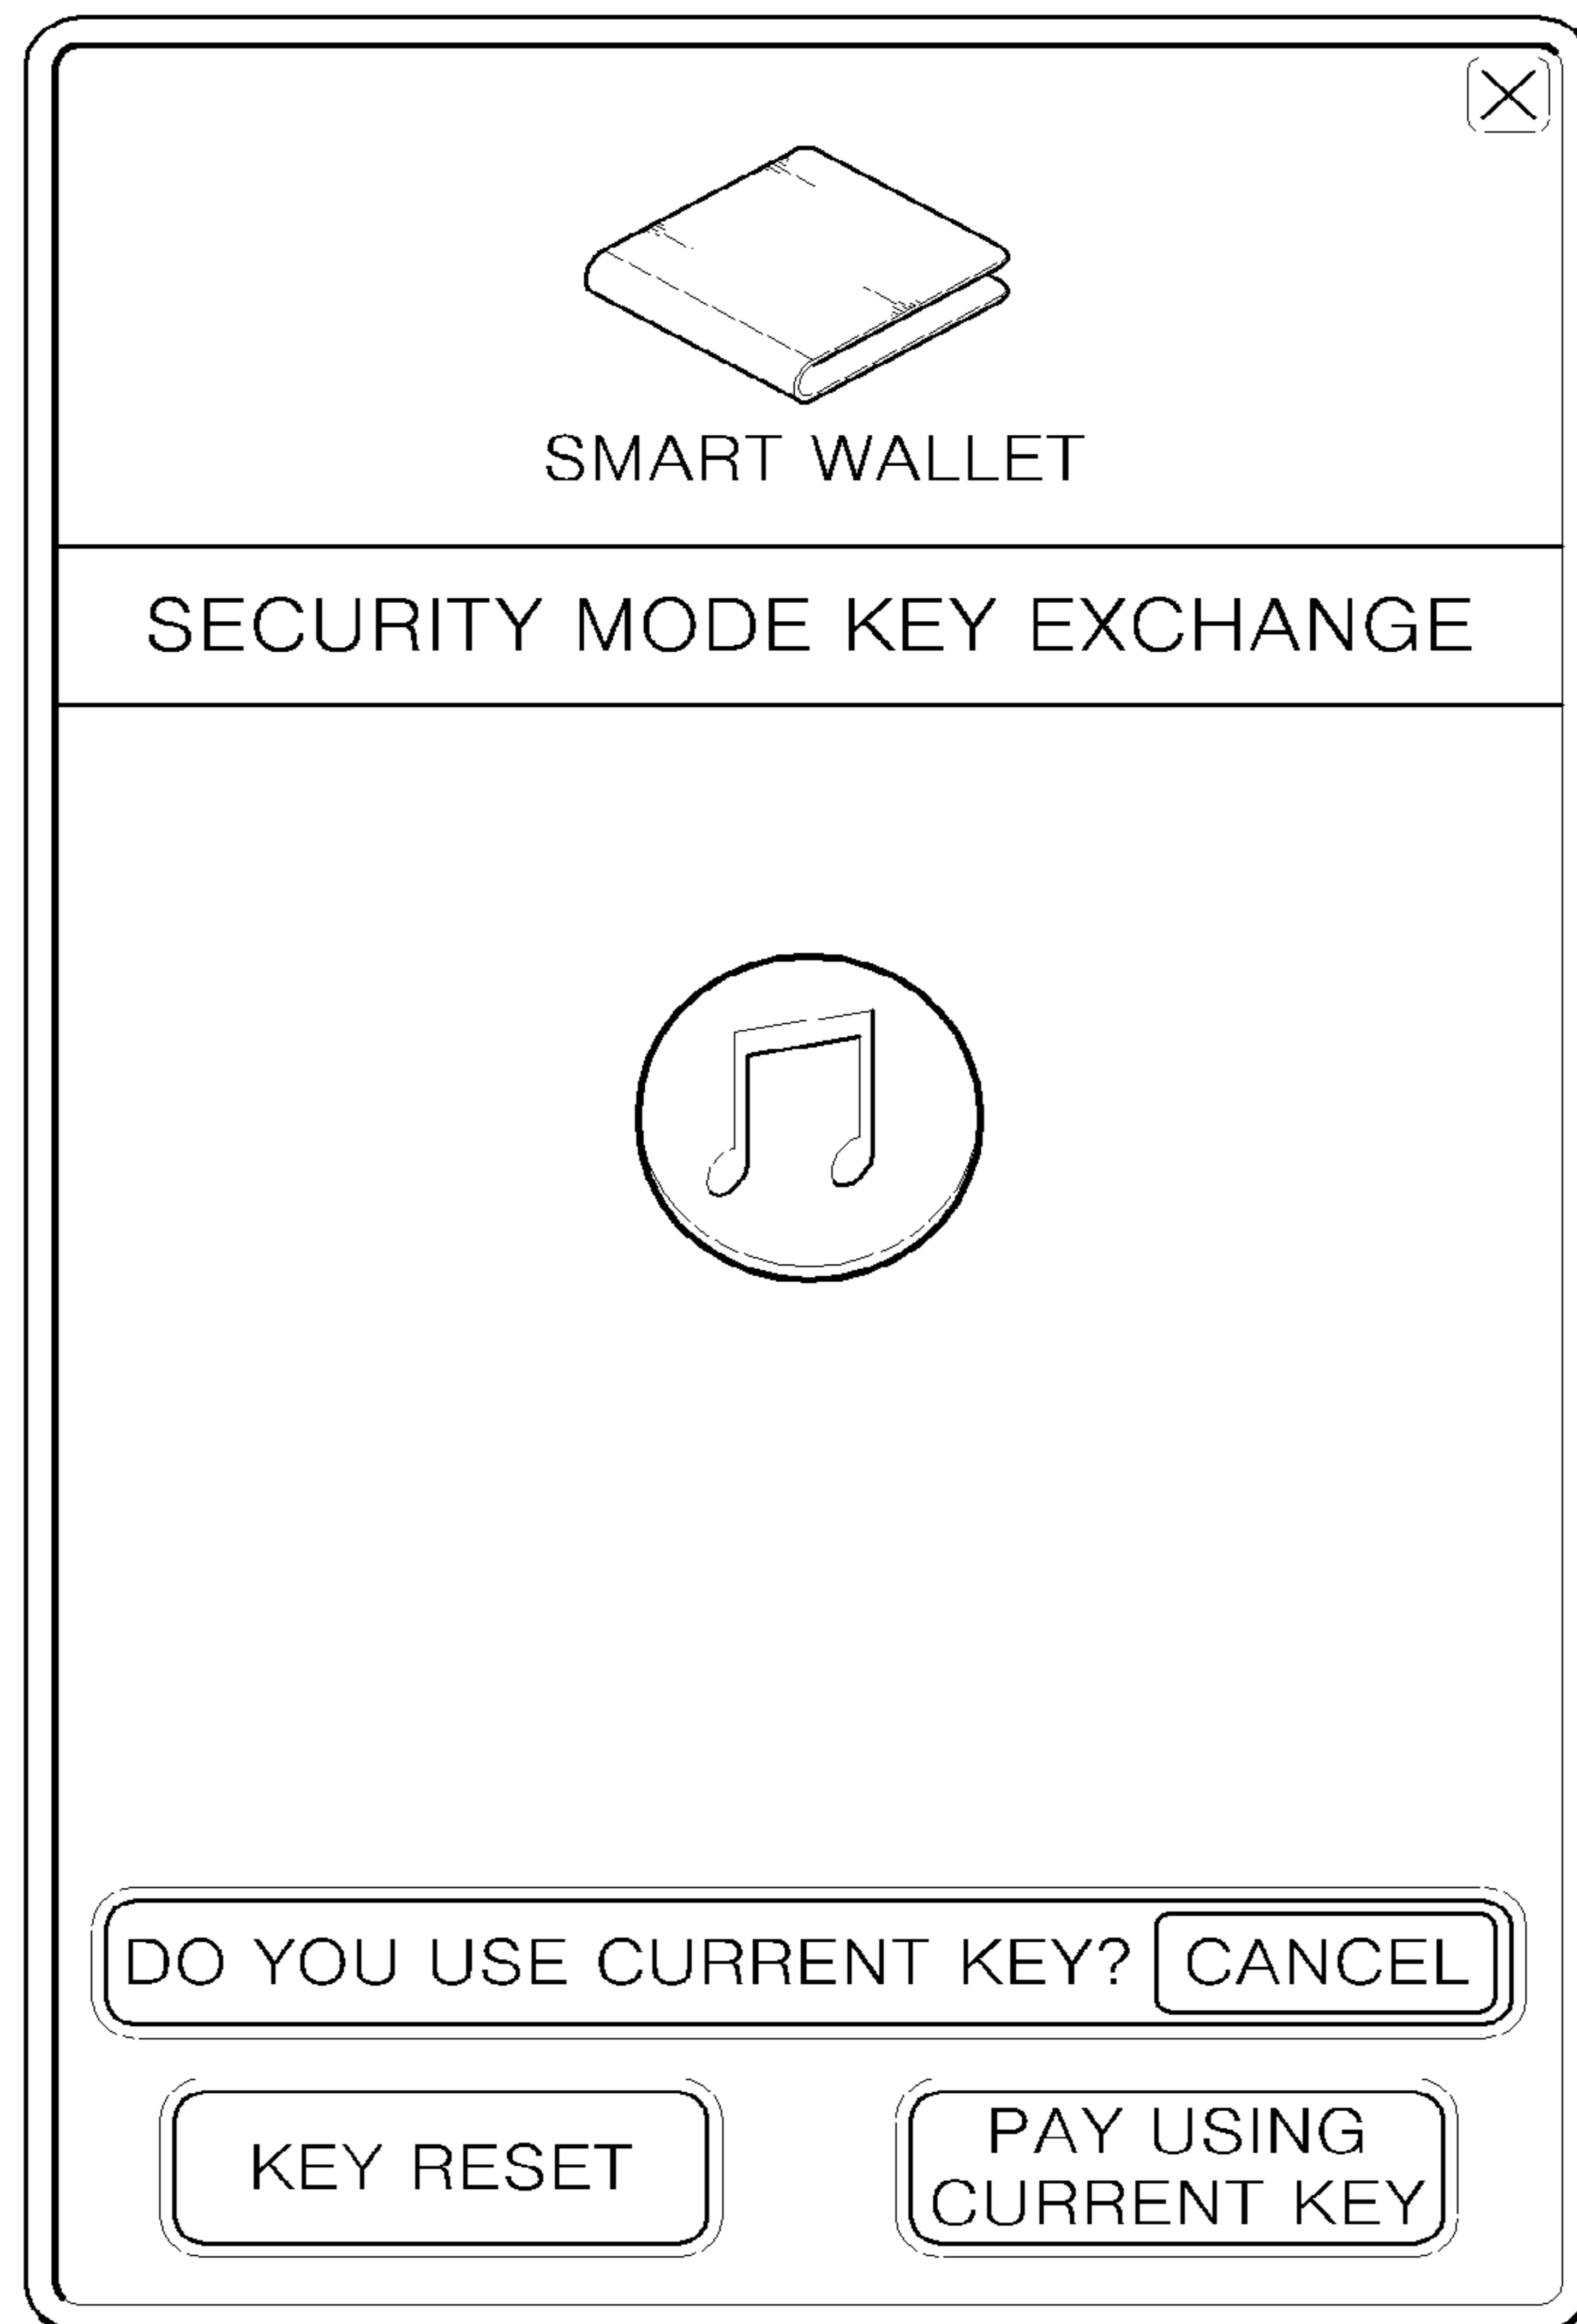 SMART WALLET
SECURITY MODE KEY EXCHANGE
DO YOU USE CURRENT KEY? CANCEL
KEY RESET
PAY USING
CURRENT KEY